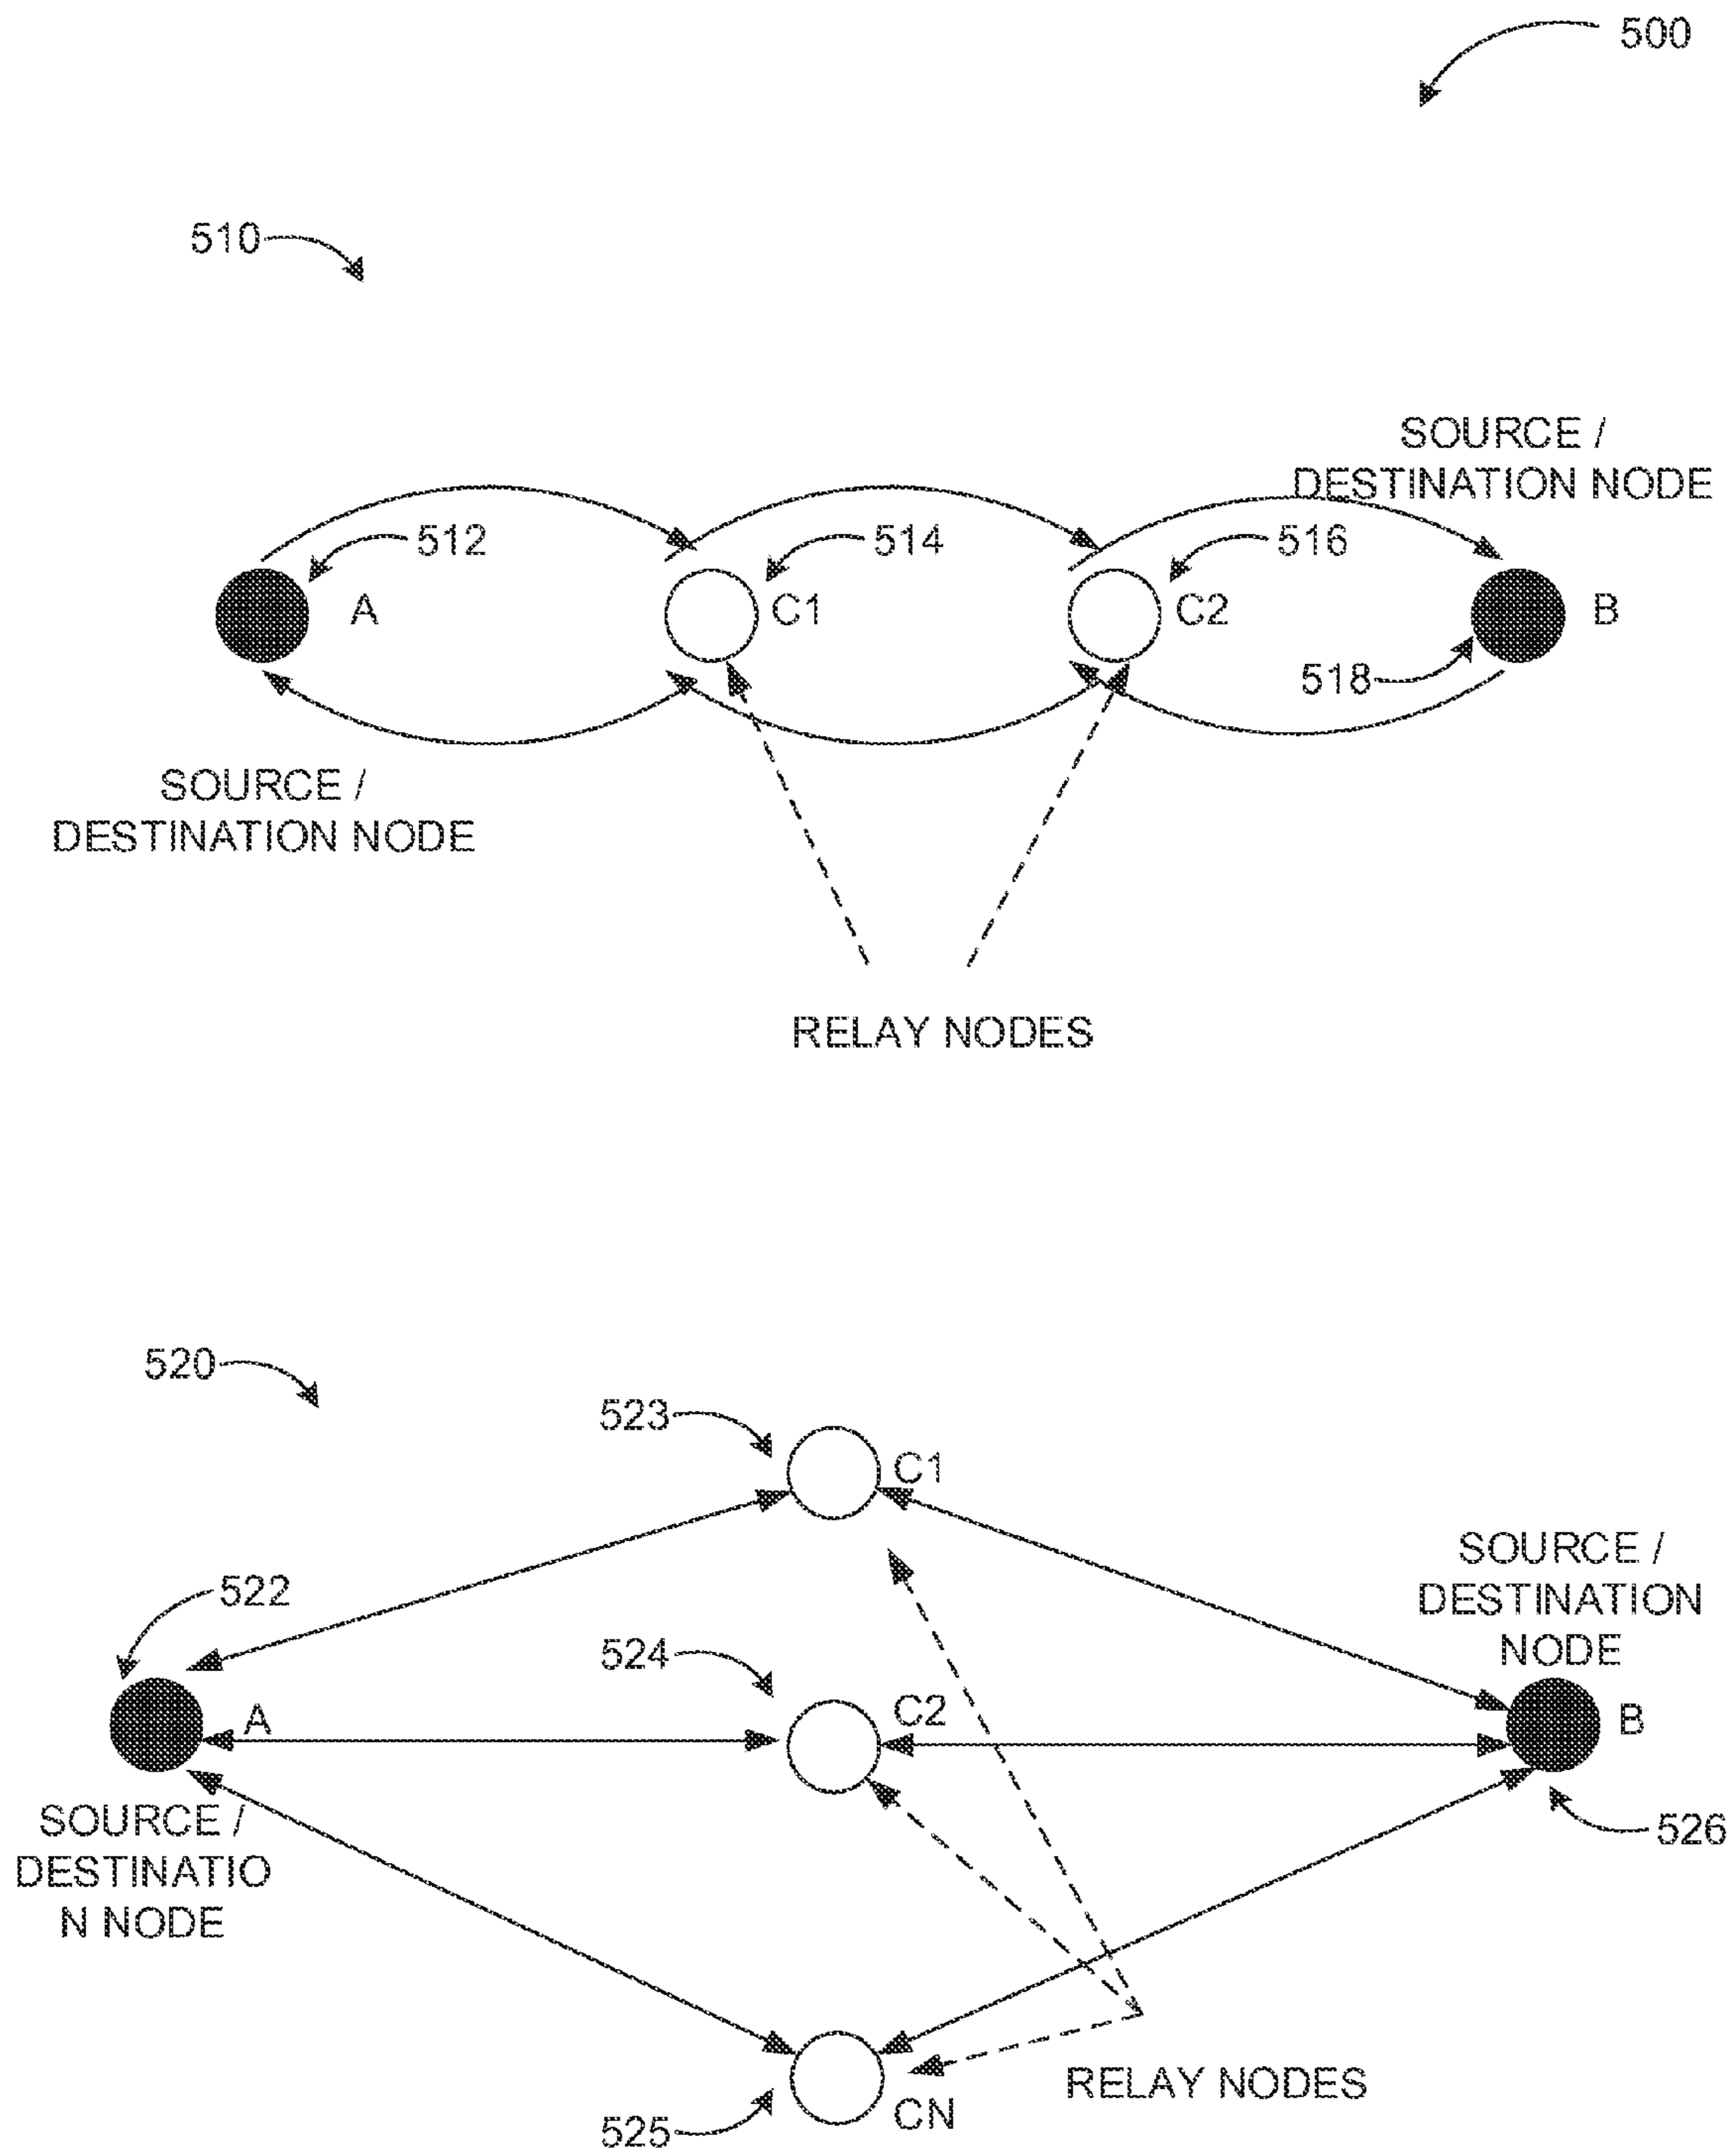 500
510
SOURCE /
DESTINATION NODE
512
514
516
A
C1
C2
B
518
SOURCE /
DESTINATION NODE
RELAY NODES
520
523
C1
SOURCE /
DESTINATION
NODE
522
524
A
C2
B
SOURCE /
DESTINATIO
N NODE
526
RELAY NODES
CN
525